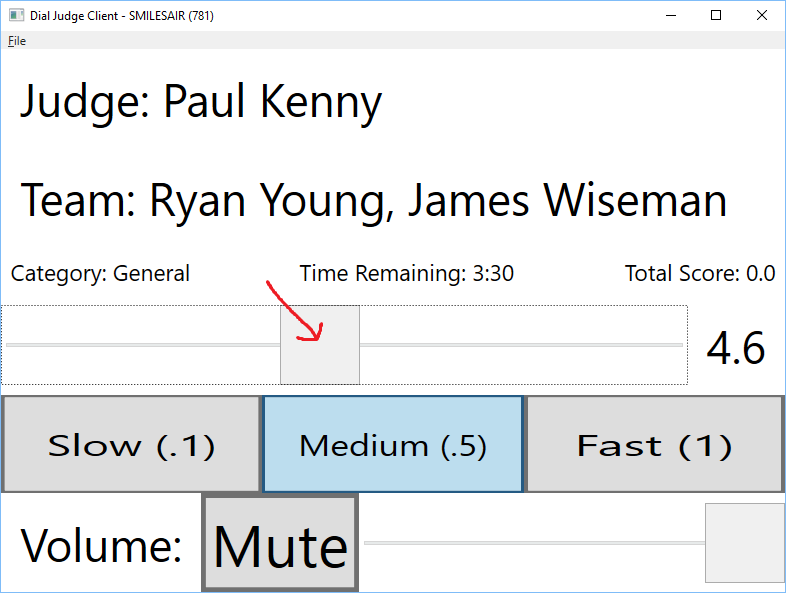 Dial Judge Client - SMILESAIR (781)
File
Judge: Paul Kenny
Team: Ryan Young, James Wiseman
Category: General Time Remaining: 3:30 Total Score: 0.0
4.6
Slow (.1) Medium (.5) Fast (1)
Volume: Mute